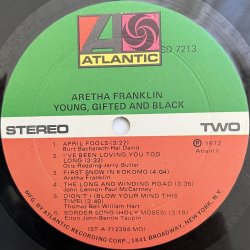 ATLANTIC
SD 7213
ARETHA FRANKLIN
YOUNG, GIFTED AND BLACK
STEREO
TWO
1. APRIL FOOLS (3:27)
Burt Bacharach-Hal David
2. I'VE BEEN LOVING YOU TOO
LONG (3:32)
Otis Redding-Jerry Butler
3. FIRST SNOW IN KOKOMO (4:04)
Aretha Franklin
4. THE LONG AND WINDING ROAD (3:36)
John Lennon-Paul McCartney
5. DIDN'T I (BLOW YOUR MIND THIS
TIME) (3:40)
Thomas Bell-William Hart
6. BORDER SONG (HOLY MOSES) (3:19)
Elton John-Bernie Taupin
℗ 1972
Atlantic
(ST-A-712394-MO)
MFG. BY ATLANTIC RECORDING CORP., 1841 BROADWAY, NEW YORK, N.Y.